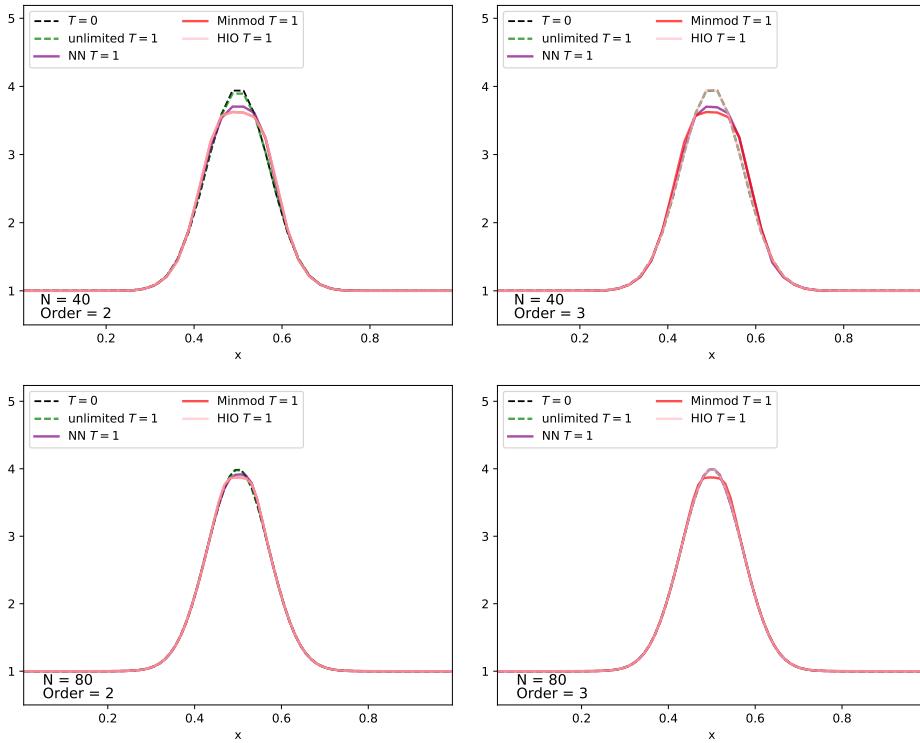 T = 0
unlimited T = 1
NN T = 1
Minmod T = 1
HIO T = 1
5
4
3
2
1
N = 40
Order = 2
0.2 0.4 0.6 0.8
x
T = 0
unlimited T = 1
NN T = 1
Minmod T = 1
HIO T = 1
5
4
3
2
1
N = 40
Order = 3
0.2 0.4 0.6 0.8
x
T = 0
unlimited T = 1
NN T = 1
Minmod T = 1
HIO T = 1
5
4
3
2
1
N = 80
Order = 2
0.2 0.4 0.6 0.8
x
T = 0
unlimited T = 1
NN T = 1
Minmod T = 1
HIO T = 1
5
4
3
2
1
N = 80
Order = 3
0.2 0.4 0.6 0.8
x